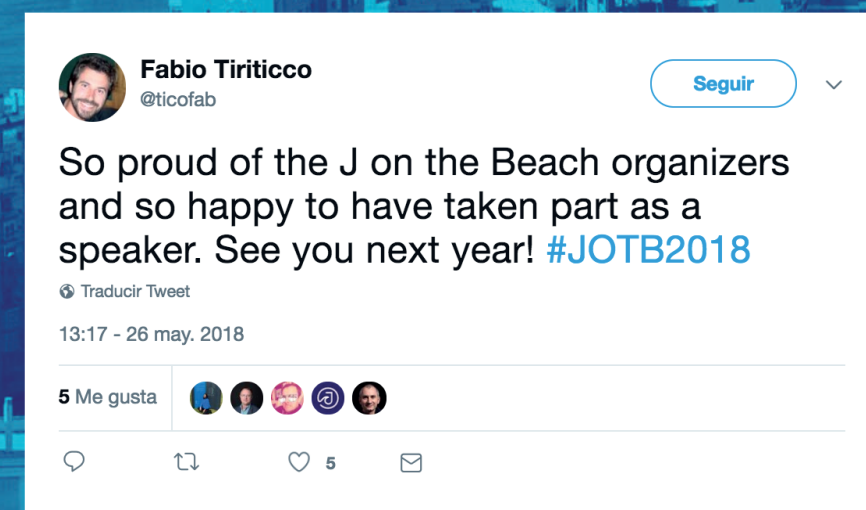 Fabio Tiriticco
@ticofab
Seguir
So proud of the J on the Beach organizers
and so happy to have taken part as a
speaker. See you next year! #JOTB2018
Traducir Tweet
13:17 - 26 may. 2018
5 Me gusta
5